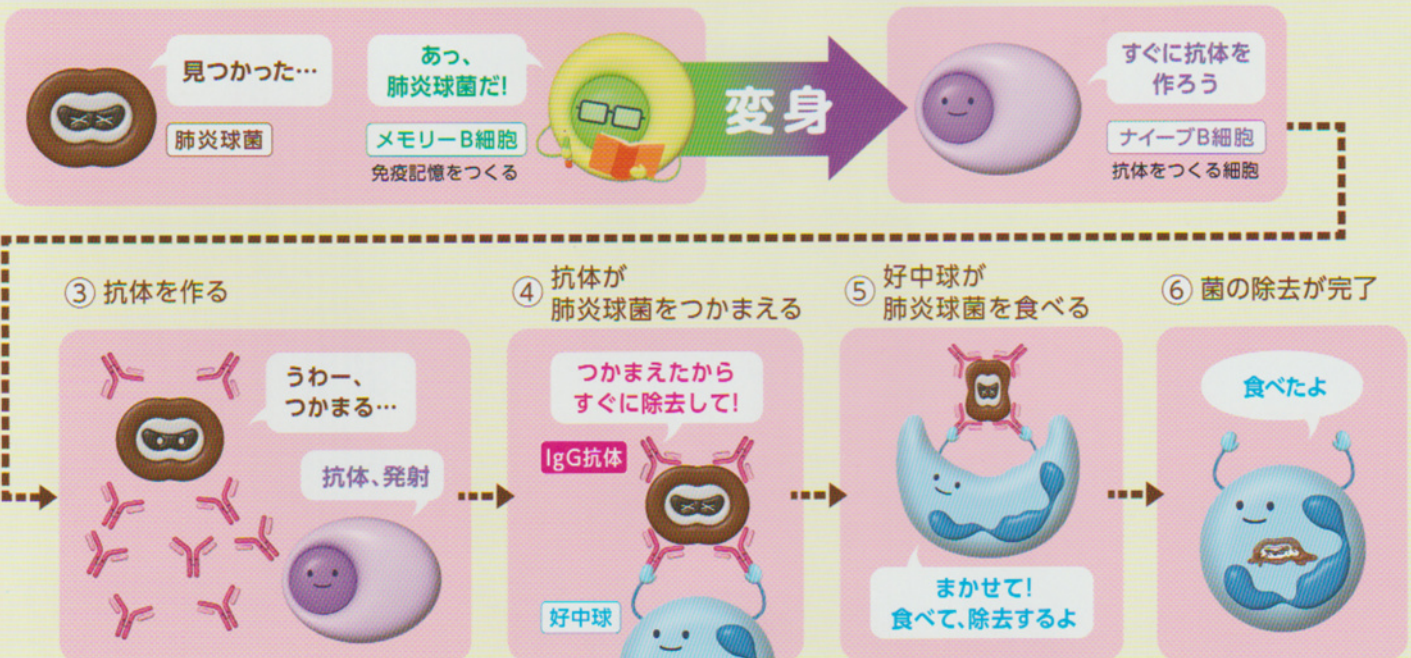 見つかった…
肺炎球菌
あっ、
肺炎球菌だ!
メモリーB細胞
免疫記憶をつくる
変身
すぐに抗体を
作ろう
ナイーブB細胞
抗体をつくる細胞
③ 抗体を作る
うわー、
つかまる…
抗体、発射
④ 抗体が
肺炎球菌をつかまえる
つかまえたから
すぐに除去して!
IgG抗体
好中球
⑤ 好中球が
肺炎球菌を食べる
まかせて!
食べて、除去するよ
⑥ 菌の除去が完了
食べたよ